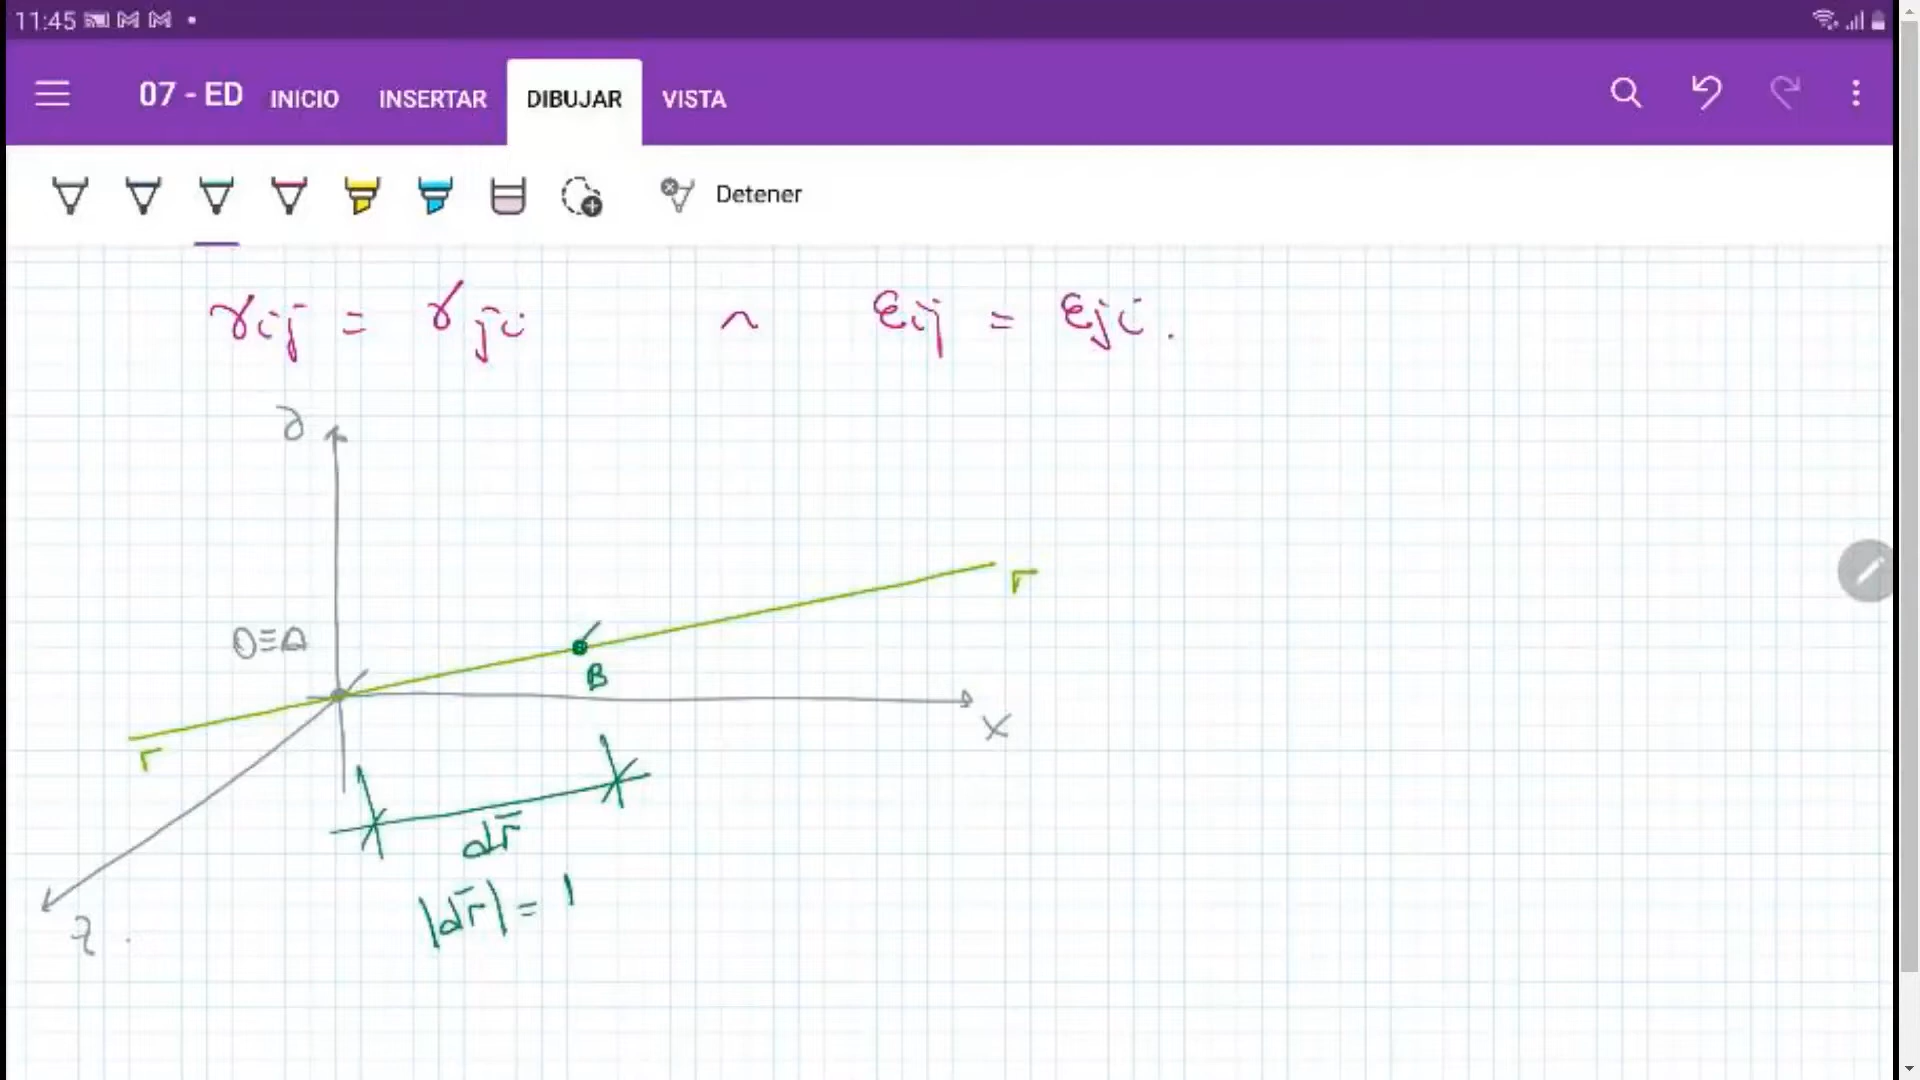 11:45
07 - ED INICIO INSERTAR DIBUJAR VISTA
Detener
γij = γji ^ εij = εji.
y
O≡A
B
r
x
r
dr̄
|dr̄| = 1
z.